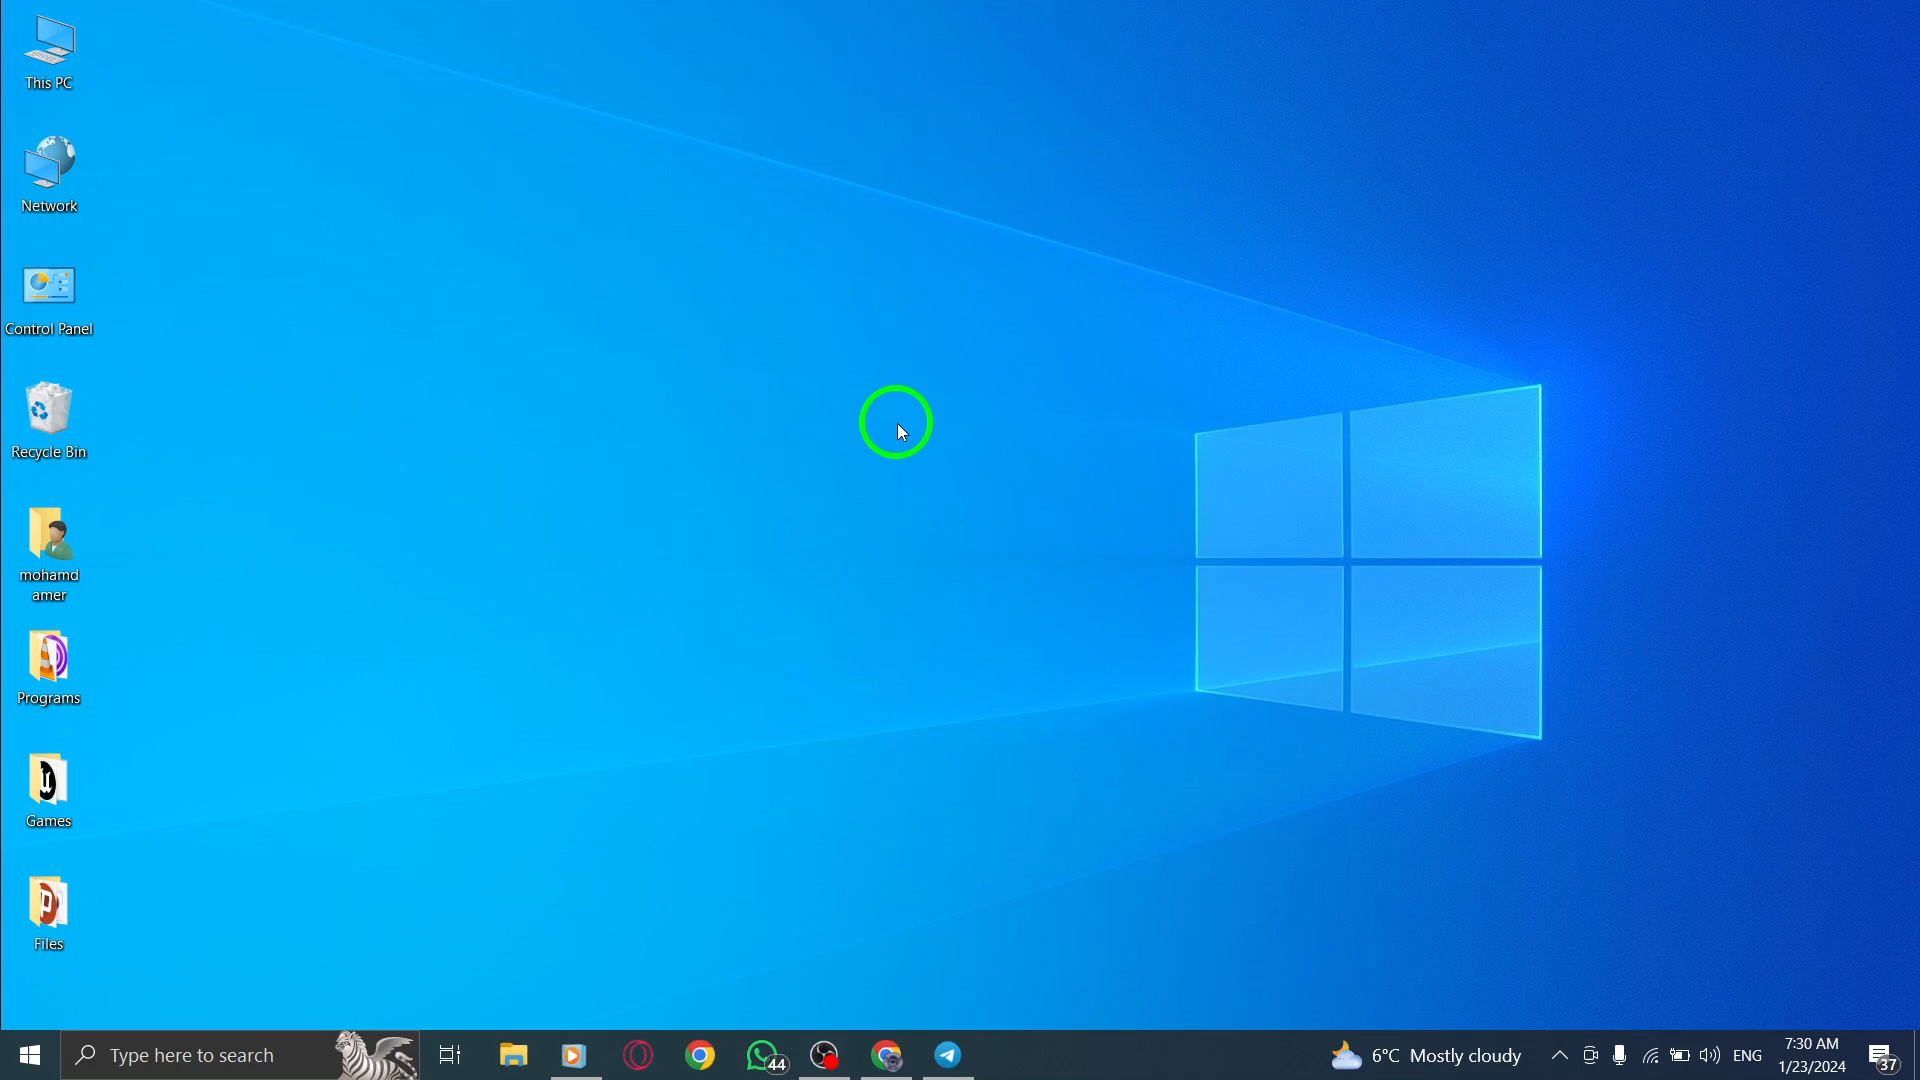 This PC
Network
Control Panel
Recycle Bin
mohamd
amer
Programs
Games
Files
Type here to search
44
6°C Mostly cloudy
ENG
7:30 AM
1/23/2024
37